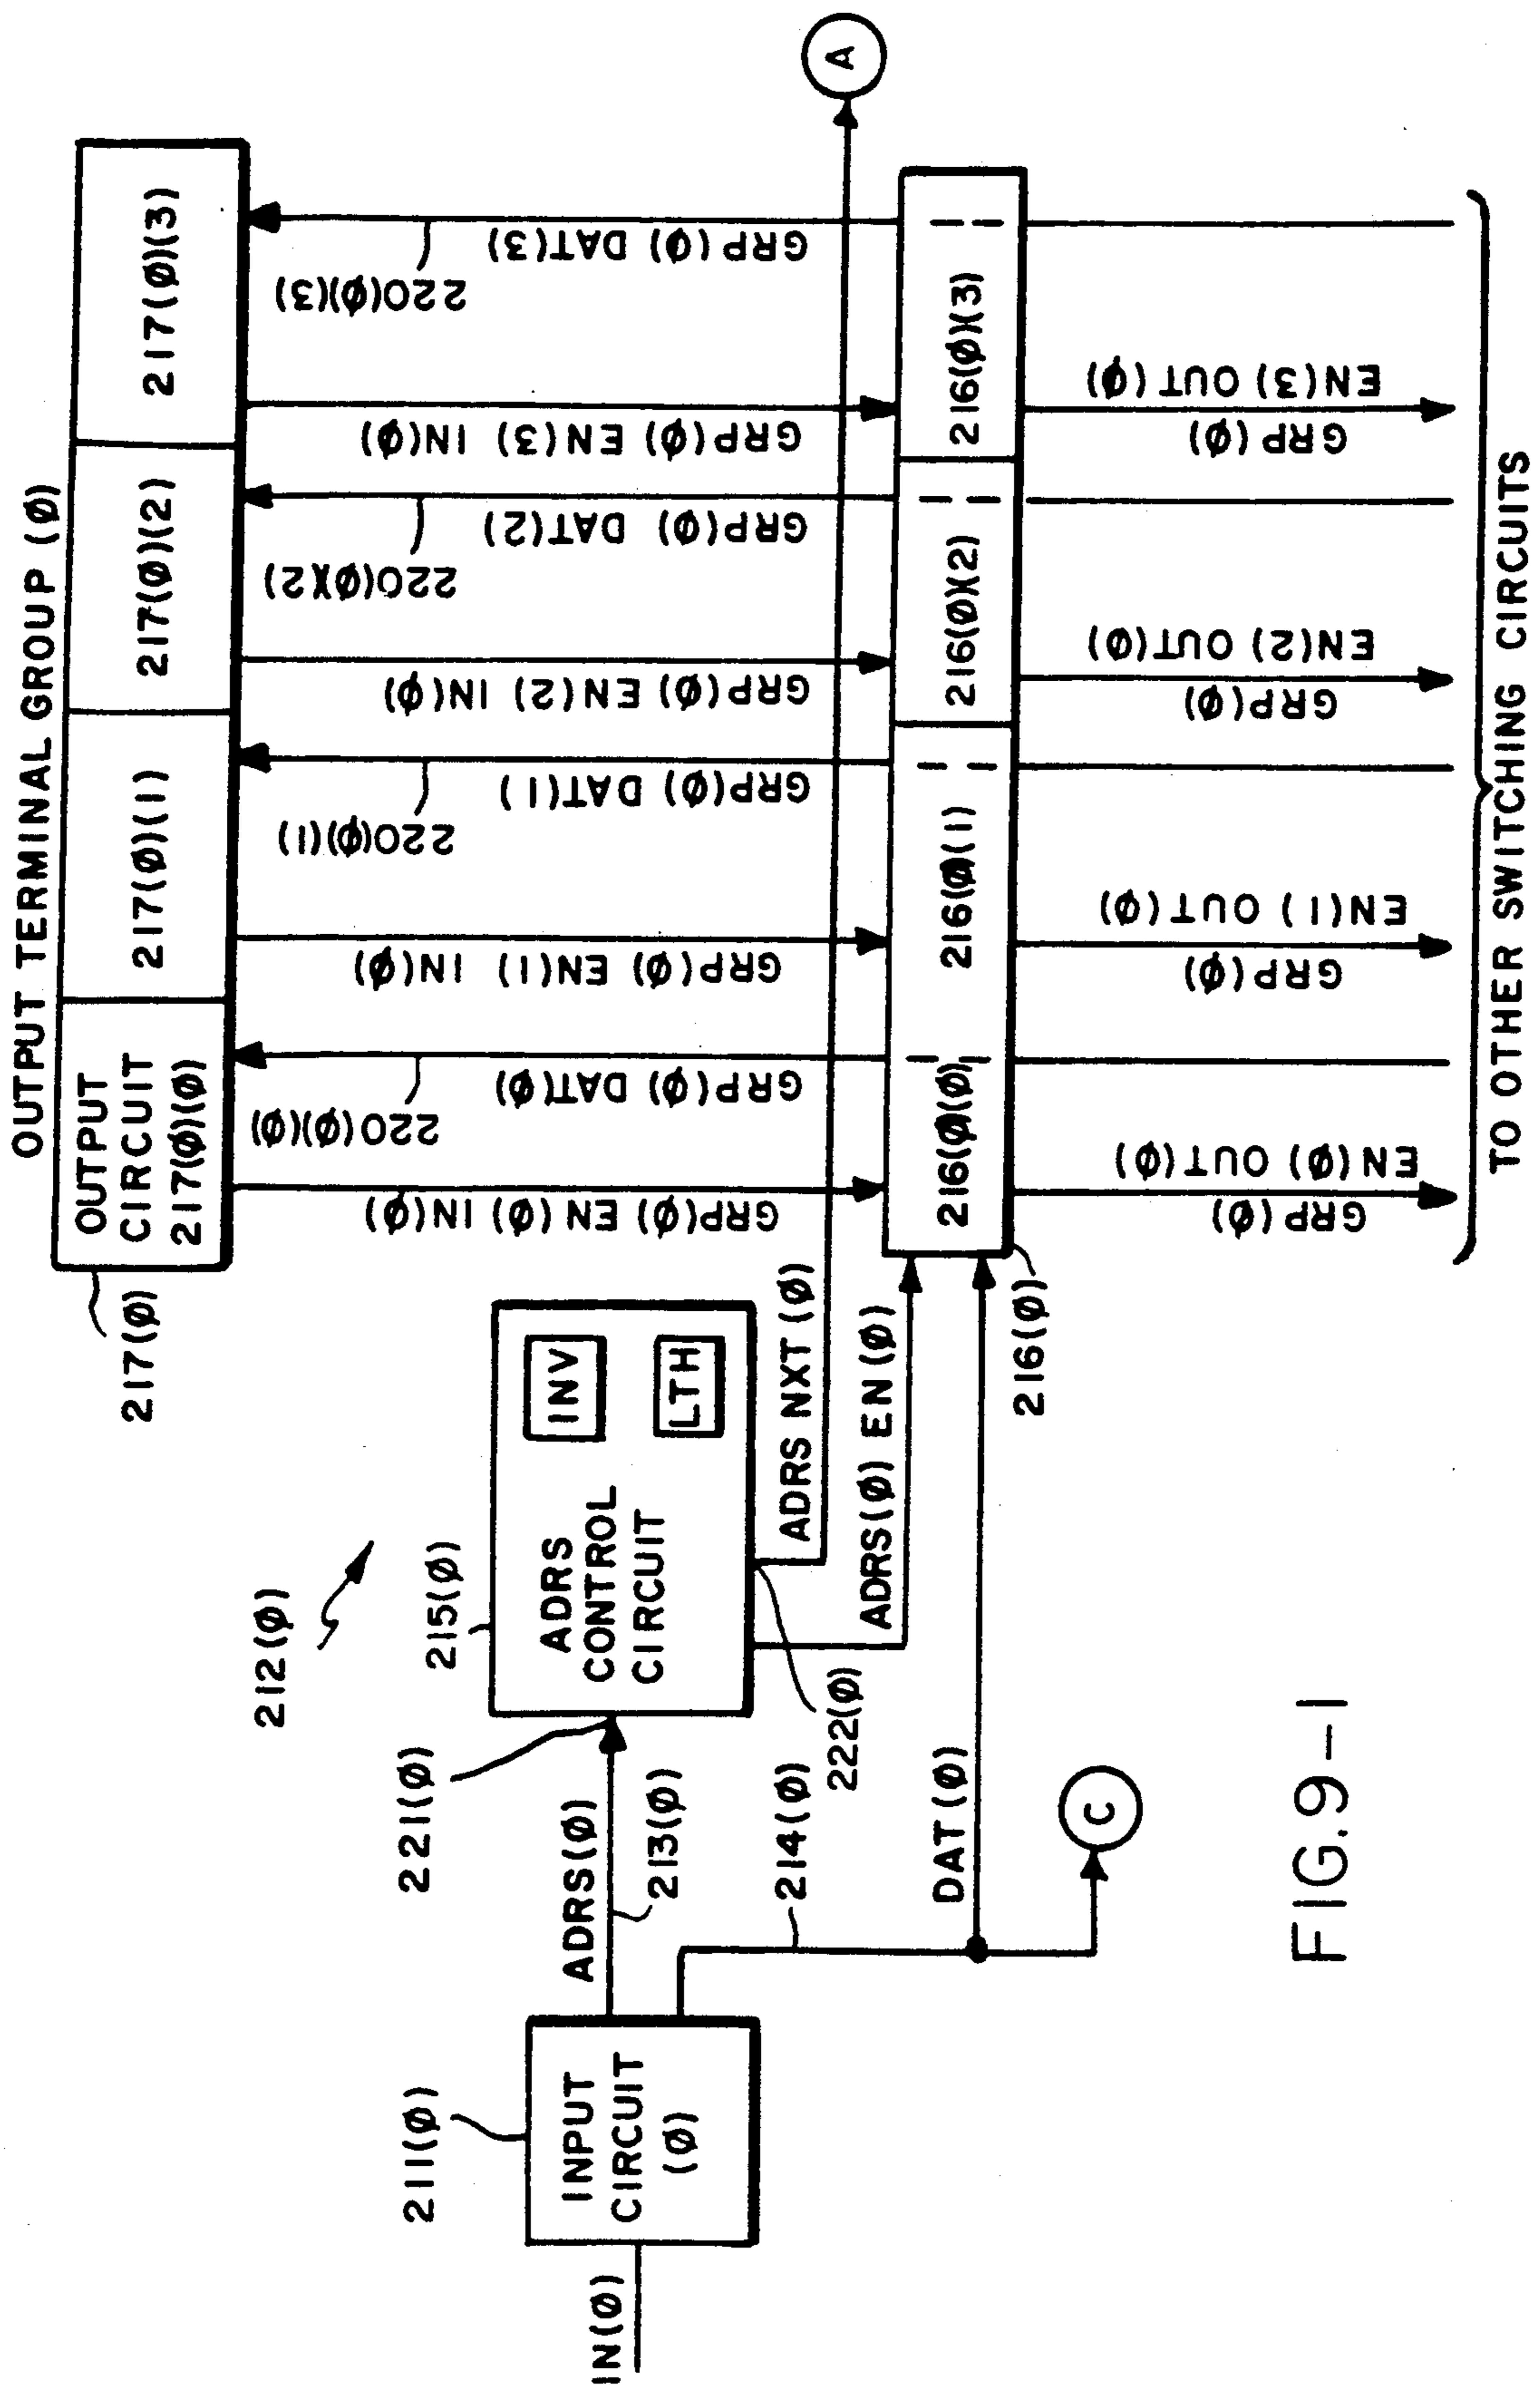 OUTPUT TERMINAL GROUP (Ø)
217(Ø)
OUTPUT
CIRCUIT
217(Ø)(Ø)
217(Ø)(1)
217(Ø)(2)
217(Ø)(3)
GRP(Ø) EN(Ø) IN(Ø)
220(Ø)(Ø)
GRP(Ø) DAT(Ø)
GRP(Ø) EN(1) IN(Ø)
220(Ø)(1)
GRP(Ø) DAT(1)
GRP(Ø) EN(2) IN(Ø)
220(Ø)(2)
GRP(Ø) DAT(2)
GRP(Ø) EN(3) IN(Ø)
220(Ø)(3)
GRP(Ø) DAT(3)
212(Ø)
215(Ø)
ADRS
CONTROL
CIRCUIT
INV
LTH
211(Ø)
INPUT
CIRCUIT
(Ø)
IN(Ø)
ADRS(Ø)
221(Ø)
213(Ø)
214(Ø)
222(Ø)
ADRS NXT (Ø)
A
ADRS(Ø) EN(Ø)
DAT(Ø)
C
216(Ø)
216(Ø)(Ø)
216(Ø)(1)
216(Ø)(2)
216(Ø)(3)
GRP(Ø)
EN(Ø) OUT(Ø)
GRP(Ø)
EN(1) OUT(Ø)
GRP(Ø)
EN(2) OUT(Ø)
GRP(Ø)
EN(3) OUT(Ø)
TO OTHER SWITCHING CIRCUITS
FIG.9-1